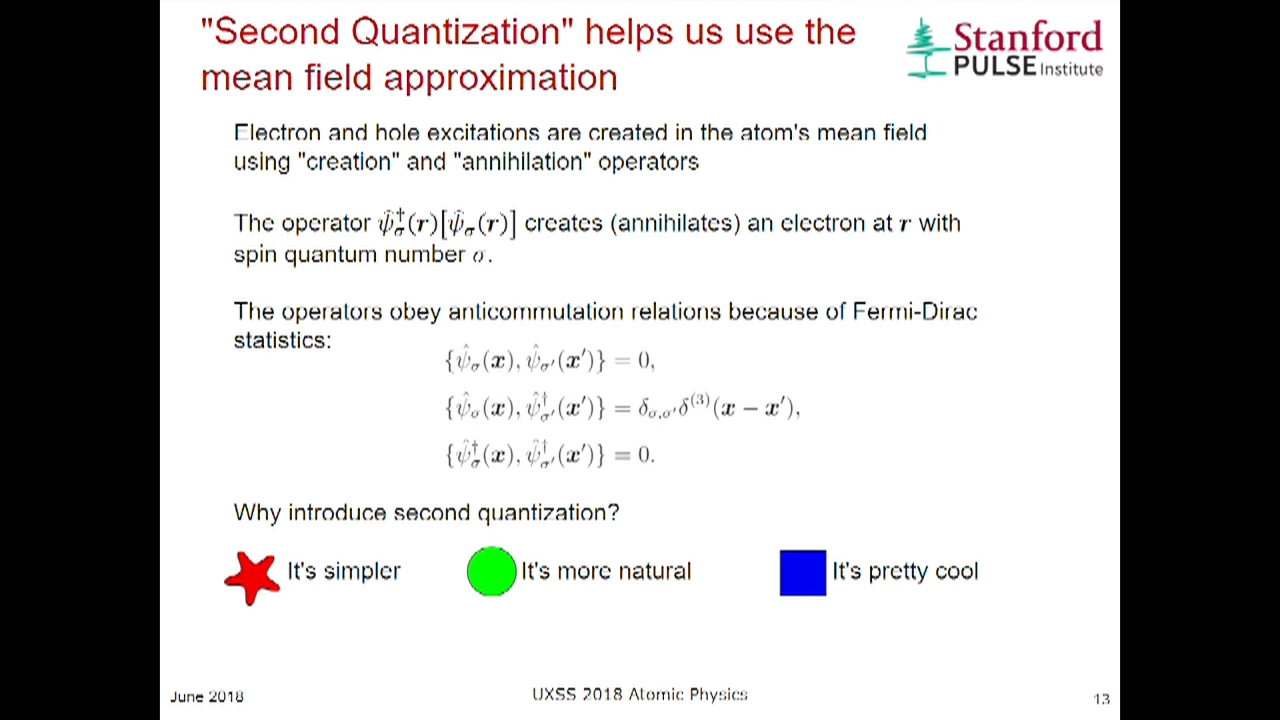 "Second Quantization" helps us use the
mean field approximation
Stanford
PULSE Institute
Electron and hole excitations are created in the atom's mean field
using "creation" and "annihilation" operators
The operator ψ̂†σ(r)[ψ̂σ(r)] creates (annihilates) an electron at r with
spin quantum number σ.
The operators obey anticommutation relations because of Fermi-Dirac
statistics:
{ψ̂σ(x), ψ̂σ′(x′)} = 0,
{ψ̂σ(x), ψ̂†σ′(x′)} = δσ,σ′δ(3)(x − x′),
{ψ̂†σ(x), ψ̂†σ′(x′)} = 0.
Why introduce second quantization?
It's simpler It's more natural It's pretty cool
June 2018 UXSS 2018 Atomic Physics 13